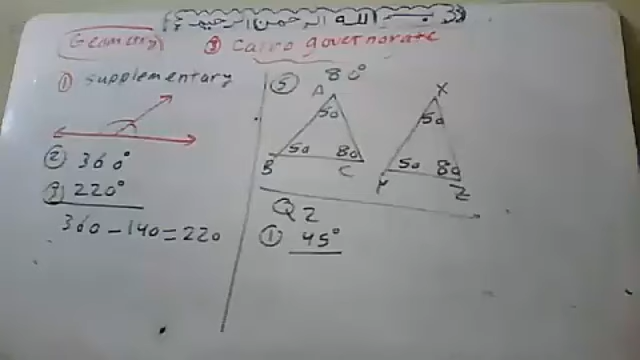 بسم الله الرحمن الرحيم
Geometry
③ Cairo governorate
① supplementary
② 360°
③ 220°
360 - 140 = 220
⑤ 80°
A
50
50 80
B C
X
50
50 80
Y Z
Q2
① 45°